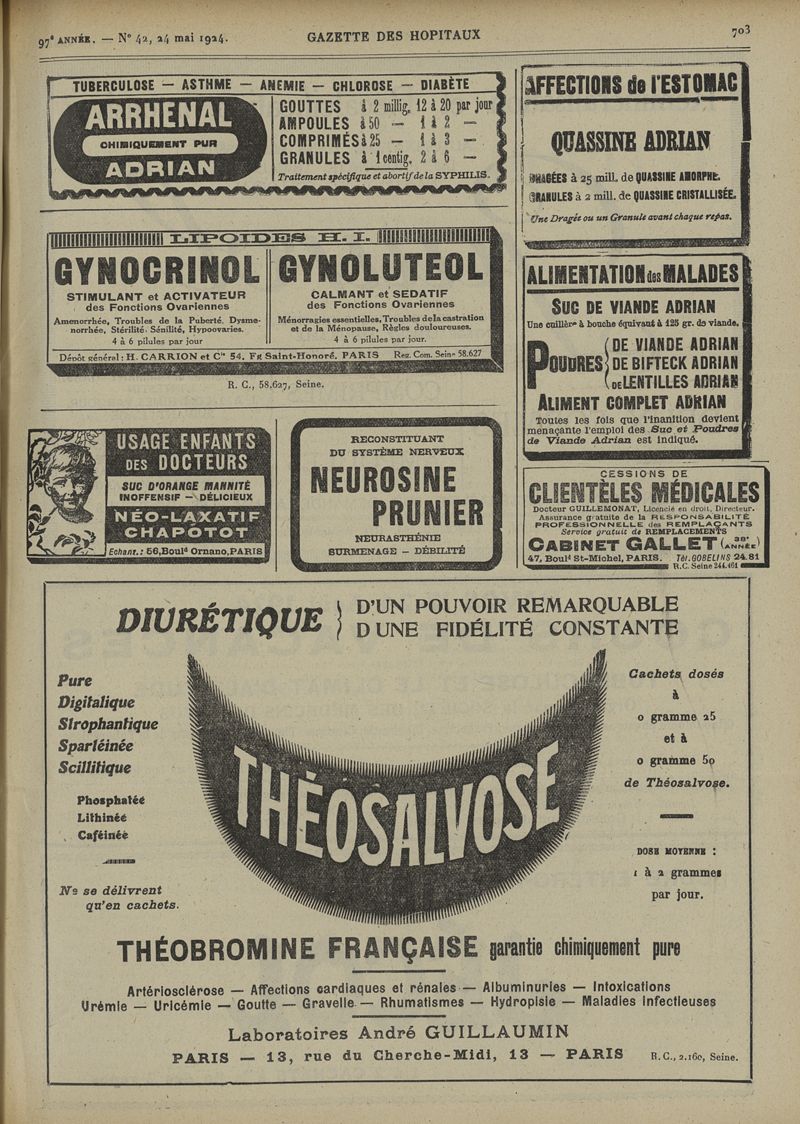 97e ANNÉE. — N° 42, 24 mai 1924.
GAZETTE DES HOPITAUX
703
TUBERCULOSE — ASTHME — ANEMIE — CHLOROSE — DIABÈTE
ARRHENAL
CHIMIQUEMENT PUR
ADRIAN
GOUTTES à 2 millig. 12 à 20 par jour
AMPOULES à 50 — 1 à 2 —
COMPRIMÉS à 25 — 1 à 3 —
GRANULES à 1 centig. 2 à 6 —
Traitement spécifique et abortif de la SYPHILIS.
AFFECTIONS de l'ESTOMAC
QUASSINE ADRIAN
DRAGÉES à 25 mill. de QUASSINE AMORPHE.
GRANULES à 2 mill. de QUASSINE CRISTALLISÉE.
Une Dragée ou un Granule avant chaque repas.
LIPOIDES H. I.
GYNOCRINOL
STIMULANT et ACTIVATEUR
des Fonctions Ovariennes
Amenorrhée, Troubles de la Puberté, Dysme-
norrhée, Stérilité. Sénilité, Hypoovaries.
4 à 6 pilules par jour
GYNOLUTEOL
CALMANT et SEDATIF
des Fonctions Ovariennes
Ménorragies essentielles, Troubles de la castration
et de la Ménopause, Règles douloureuses.
4 à 6 pilules par jour.
Dépôt général : H. CARRION et Cie 54, Fg Saint-Honoré, PARIS Reg. Com. Seine 58.627
R. C., 58.627, Seine.
ALIMENTATION des MALADES
SUC DE VIANDE ADRIAN
Une cuillère à bouche équivaut à 125 gr. de viande.
POUDRES
DE VIANDE ADRIAN
DE BIFTECK ADRIAN
DE LENTILLES ADRIAN
ALIMENT COMPLET ADRIAN
Toutes les fois que l'inanition devient
menaçante l'emploi des Suc et Poudres
de Viande Adrian est indiqué.
USAGE ENFANTS
DES DOCTEURS
SUC D'ORANGE MANNITÉ
INOFFENSIF — DÉLICIEUX
NÉO-LAXATIF
CHAPOTOT
Echant. : 56, Bould Ornano, PARIS
RECONSTITUANT
DU SYSTÈME NERVEUX
NEUROSINE
PRUNIER
NEURASTHÉNIE
SURMENAGE — DÉBILITÉ
CESSIONS DE
CLIENTÈLES MÉDICALES
Docteur GUILLEMONAT, Licencié en droit, Directeur.
Assurance gratuite de la RESPONSABILITÉ
PROFESSIONNELLE des REMPLAÇANTS
Service gratuit de REMPLACEMENTS
CABINET GALLET (38e ANNÉE)
47, Bould St-Michel, PARIS. Tél. GOBELINS 24.81
R.C. Seine 244.461
DIURÉTIQUE
D'UN POUVOIR REMARQUABLE
D'UNE FIDÉLITÉ CONSTANTE
Pure
Digitalique
Strophantique
Spartéinée
Scillitique
Phosphatéé
Lithinéé
Caféinéé
Ne se délivrent
qu'en cachets.
THÉOSALVOSE
Cachets dosés
à
0 gramme 25
et à
0 gramme 50
de Théosalvose.
DOSE MOYENNE :
1 à 2 grammes
par jour.
THÉOBROMINE FRANÇAISE garantie chimiquement pure
Artériosclérose — Affections cardiaques et rénales — Albuminuries — Intoxications
Urémie — Uricémie — Goutte — Gravelle — Rhumatismes — Hydropisie — Maladies Infectieuses
Laboratoires André GUILLAUMIN
PARIS — 13, rue du Cherche-Midi, 13 — PARIS R. C., 2.160, Seine.